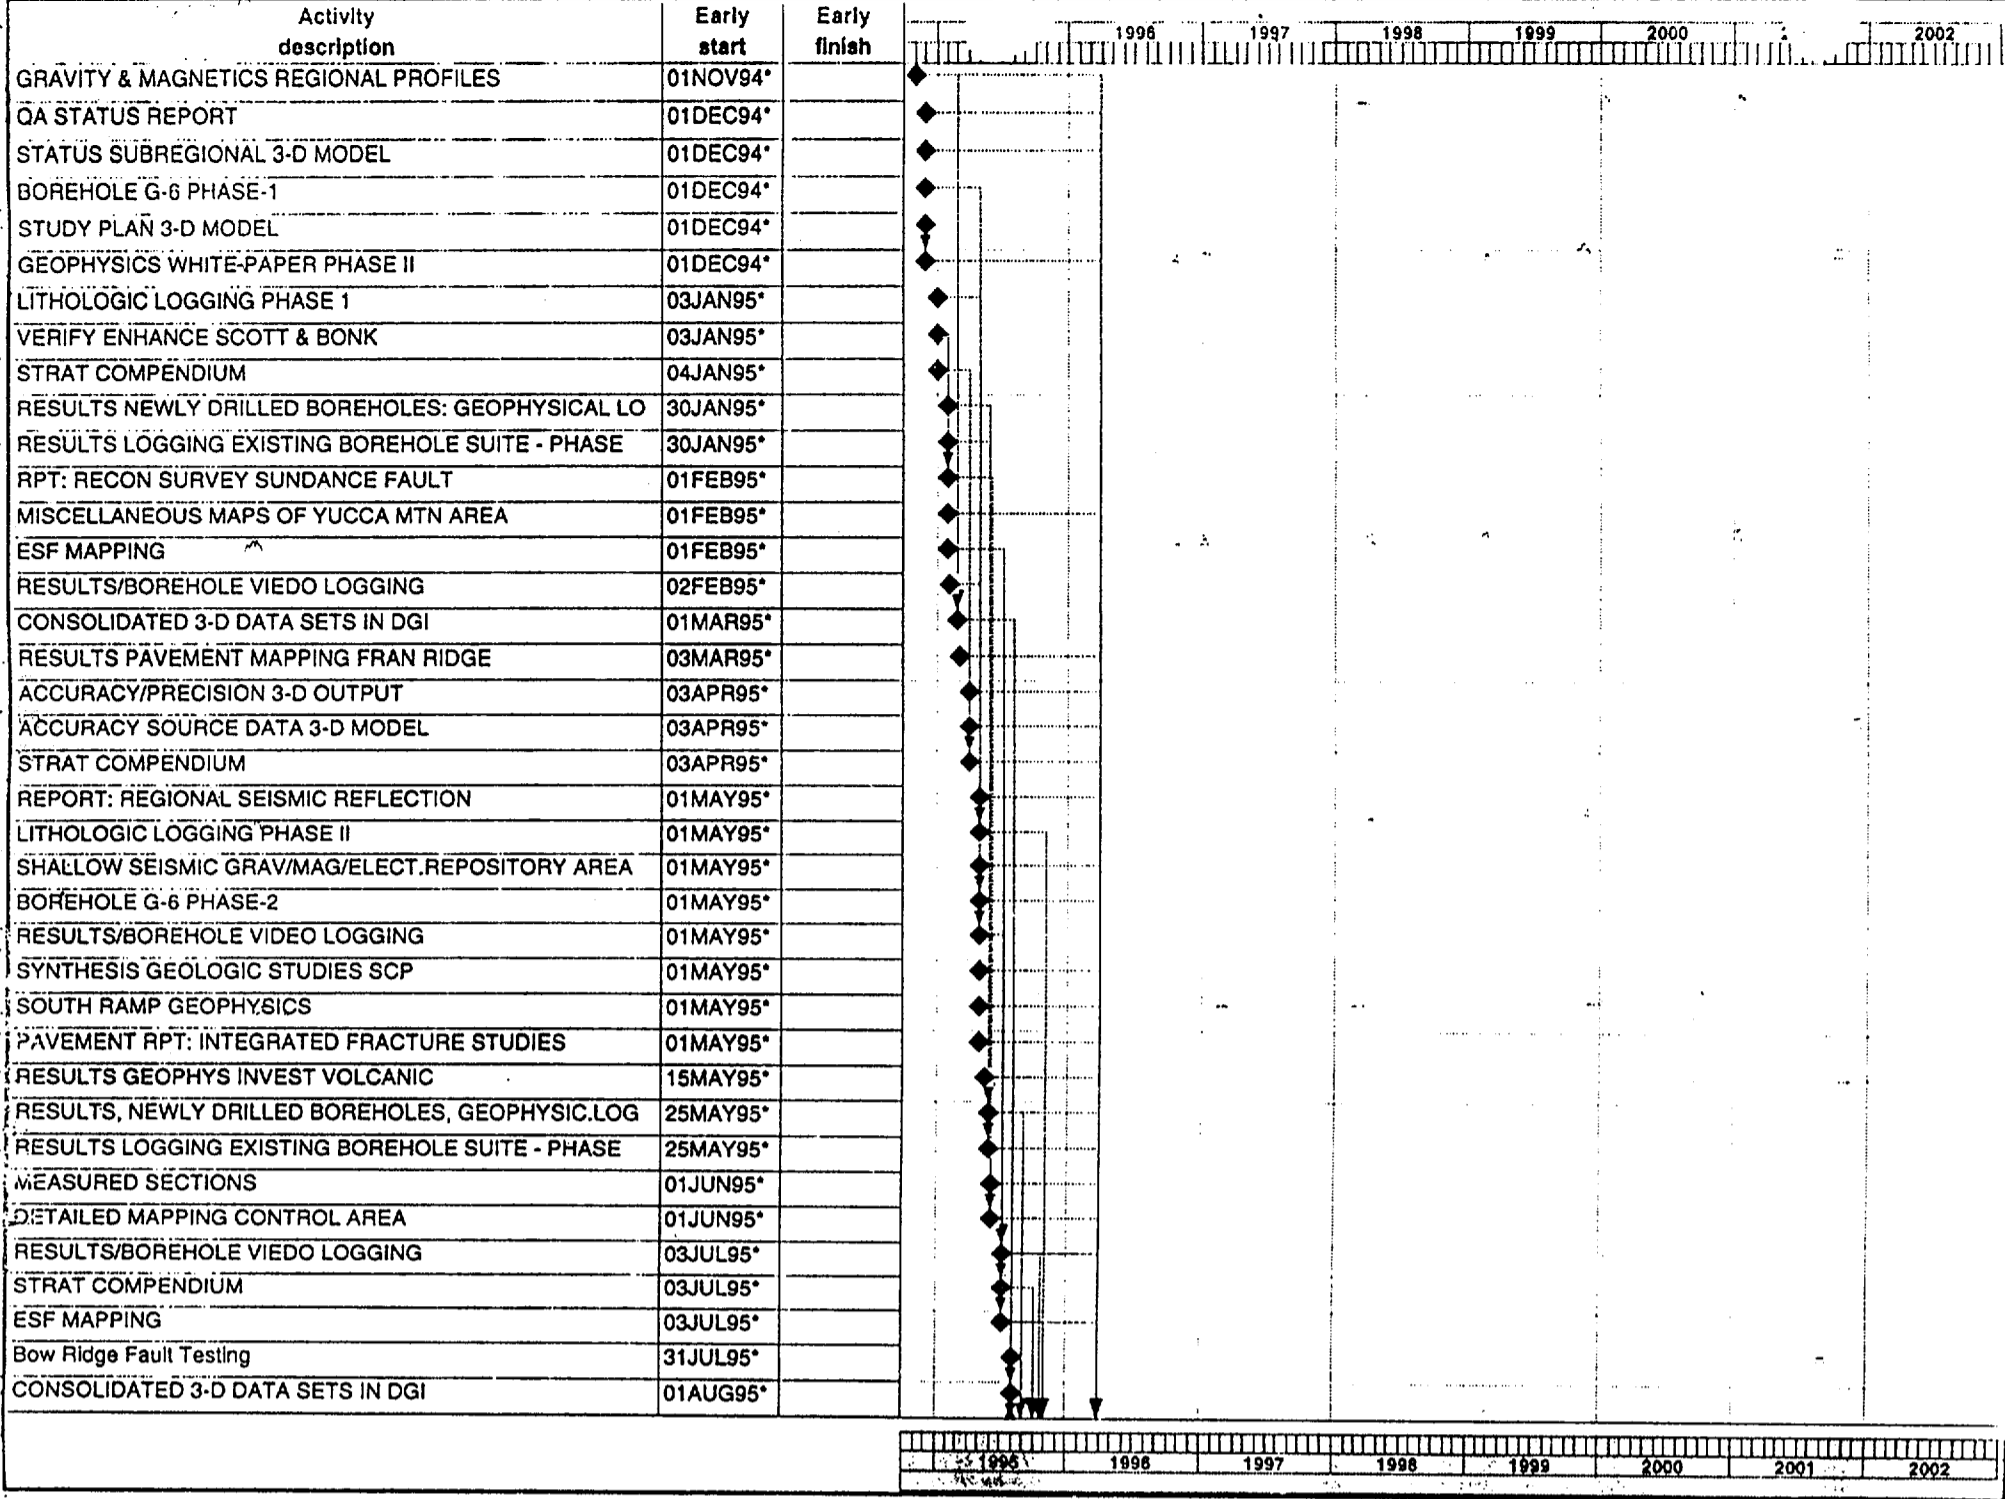 Activity description Early start Early finish
1996 1997 1998 1999 2000 2002
GRAVITY & MAGNETICS REGIONAL PROFILES 01NOV94*
QA STATUS REPORT 01DEC94*
STATUS SUBREGIONAL 3-D MODEL 01DEC94*
BOREHOLE G-6 PHASE-1 01DEC94*
STUDY PLAN 3-D MODEL 01DEC94*
GEOPHYSICS WHITE-PAPER PHASE II 01DEC94*
LITHOLOGIC LOGGING PHASE 1 03JAN95*
VERIFY ENHANCE SCOTT & BONK 03JAN95*
STRAT COMPENDIUM 04JAN95*
RESULTS NEWLY DRILLED BOREHOLES: GEOPHYSICAL LO 30JAN95*
RESULTS LOGGING EXISTING BOREHOLE SUITE - PHASE 30JAN95*
RPT: RECON SURVEY SUNDANCE FAULT 01FEB95*
MISCELLANEOUS MAPS OF YUCCA MTN AREA 01FEB95*
ESF MAPPING 01FEB95*
RESULTS/BOREHOLE VIEDO LOGGING 02FEB95*
CONSOLIDATED 3-D DATA SETS IN DGI 01MAR95*
RESULTS PAVEMENT MAPPING FRAN RIDGE 03MAR95*
ACCURACY/PRECISION 3-D OUTPUT 03APR95*
ACCURACY SOURCE DATA 3-D MODEL 03APR95*
STRAT COMPENDIUM 03APR95*
REPORT: REGIONAL SEISMIC REFLECTION 01MAY95*
LITHOLOGIC LOGGING PHASE II 01MAY95*
SHALLOW SEISMIC GRAV/MAG/ELECT.REPOSITORY AREA 01MAY95*
BOREHOLE G-6 PHASE-2 01MAY95*
RESULTS/BOREHOLE VIDEO LOGGING 01MAY95*
SYNTHESIS GEOLOGIC STUDIES SCP 01MAY95*
SOUTH RAMP GEOPHYSICS 01MAY95*
PAVEMENT RPT: INTEGRATED FRACTURE STUDIES 01MAY95*
RESULTS GEOPHYS INVEST VOLCANIC 15MAY95*
RESULTS, NEWLY DRILLED BOREHOLES, GEOPHYSIC.LOG 25MAY95*
RESULTS LOGGING EXISTING BOREHOLE SUITE - PHASE 25MAY95*
MEASURED SECTIONS 01JUN95*
DETAILED MAPPING CONTROL AREA 01JUN95*
RESULTS/BOREHOLE VIEDO LOGGING 03JUL95*
STRAT COMPENDIUM 03JUL95*
ESF MAPPING 03JUL95*
Bow Ridge Fault Testing 31JUL95*
CONSOLIDATED 3-D DATA SETS IN DGI 01AUG95*
1995 1996 1997 1998 1999 2000 2001 2002